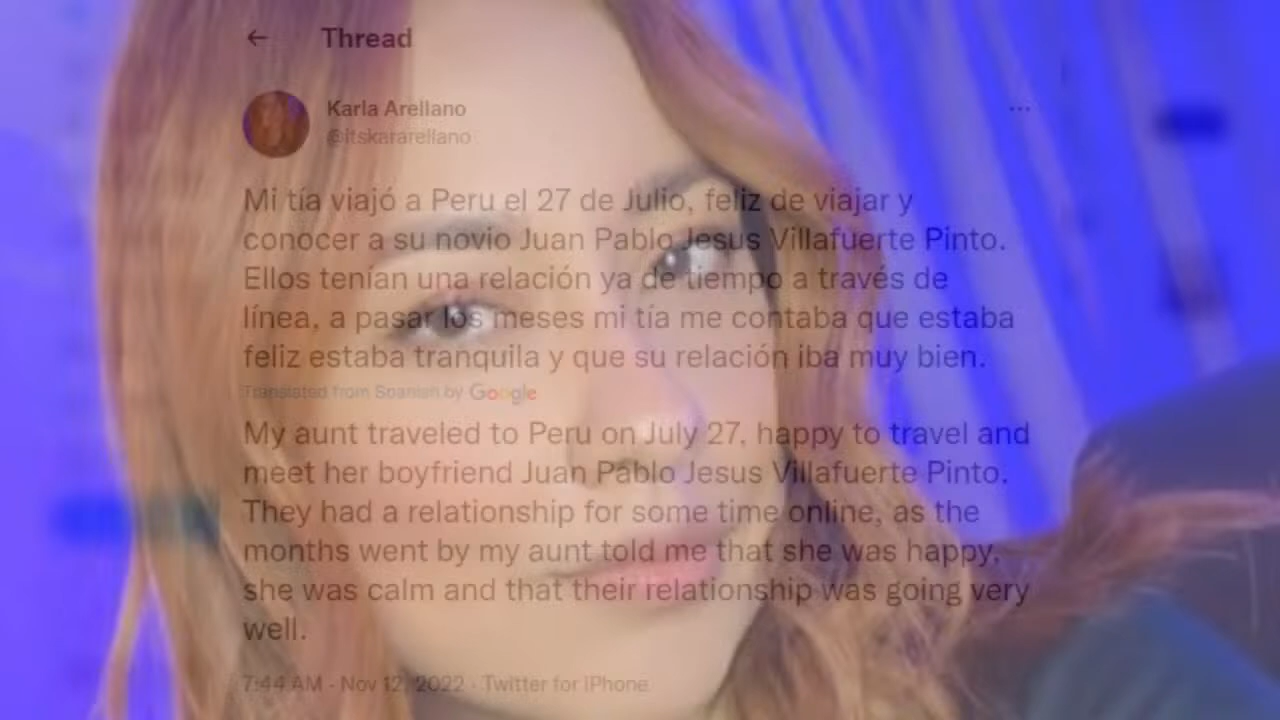 Thread
Karla Arellano
@itskararellano
Mi tía viajó a Peru el 27 de Julio, feliz de viajar y
conocer a su novio Juan Pablo Jesus Villafuerte Pinto.
Ellos tenían una relación ya de tiempo a través de
línea, a pasar los meses mi tía me contaba que estaba
feliz estaba tranquila y que su relación iba muy bien.
Translated from Spanish by Google
My aunt traveled to Peru on July 27, happy to travel and
meet her boyfriend Juan Pablo Jesus Villafuerte Pinto.
They had a relationship for some time online, as the
months went by my aunt told me that she was happy,
she was calm and that their relationship was going very
well.
7:44 AM · Nov 12, 2022 · Twitter for iPhone